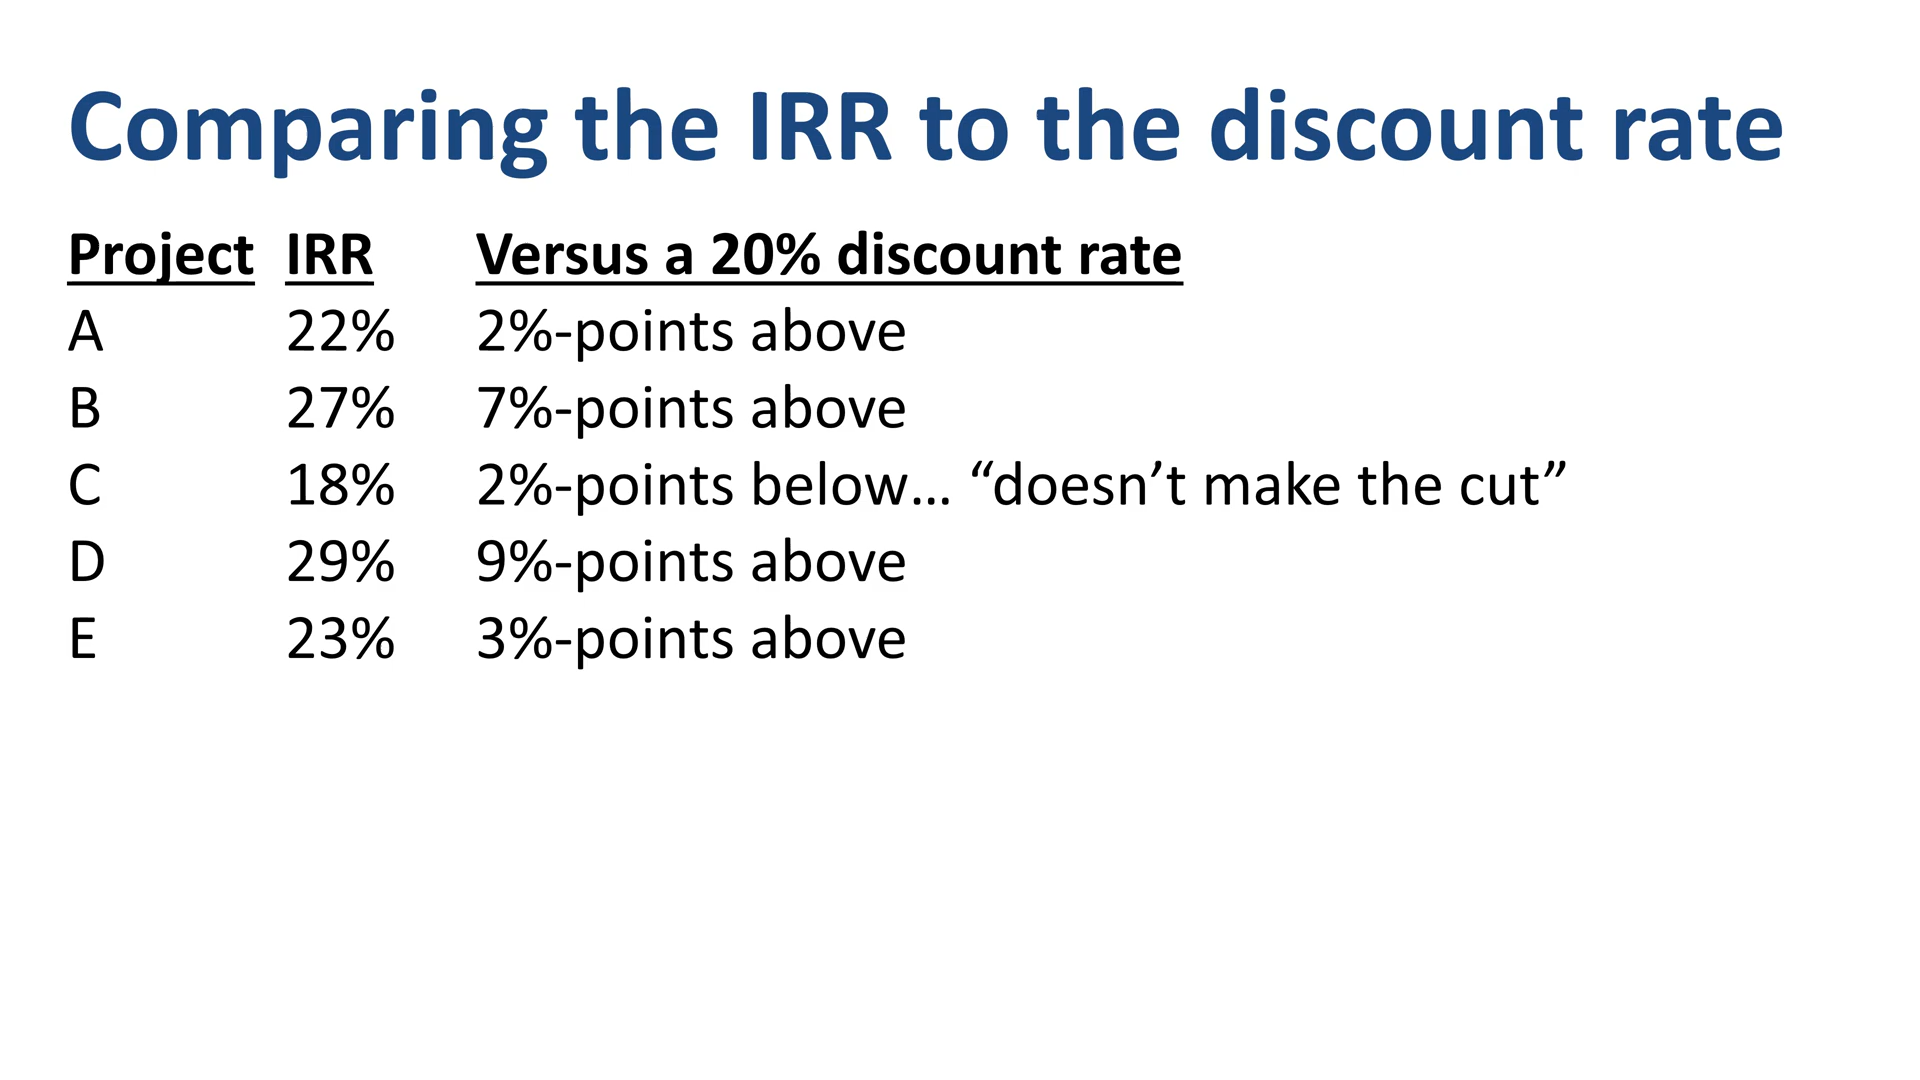 Comparing the IRR to the discount rate
Project IRR Versus a 20% discount rate
A 22% 2%-points above
B 27% 7%-points above
C 18% 2%-points below… “doesn’t make the cut”
D 29% 9%-points above
E 23% 3%-points above